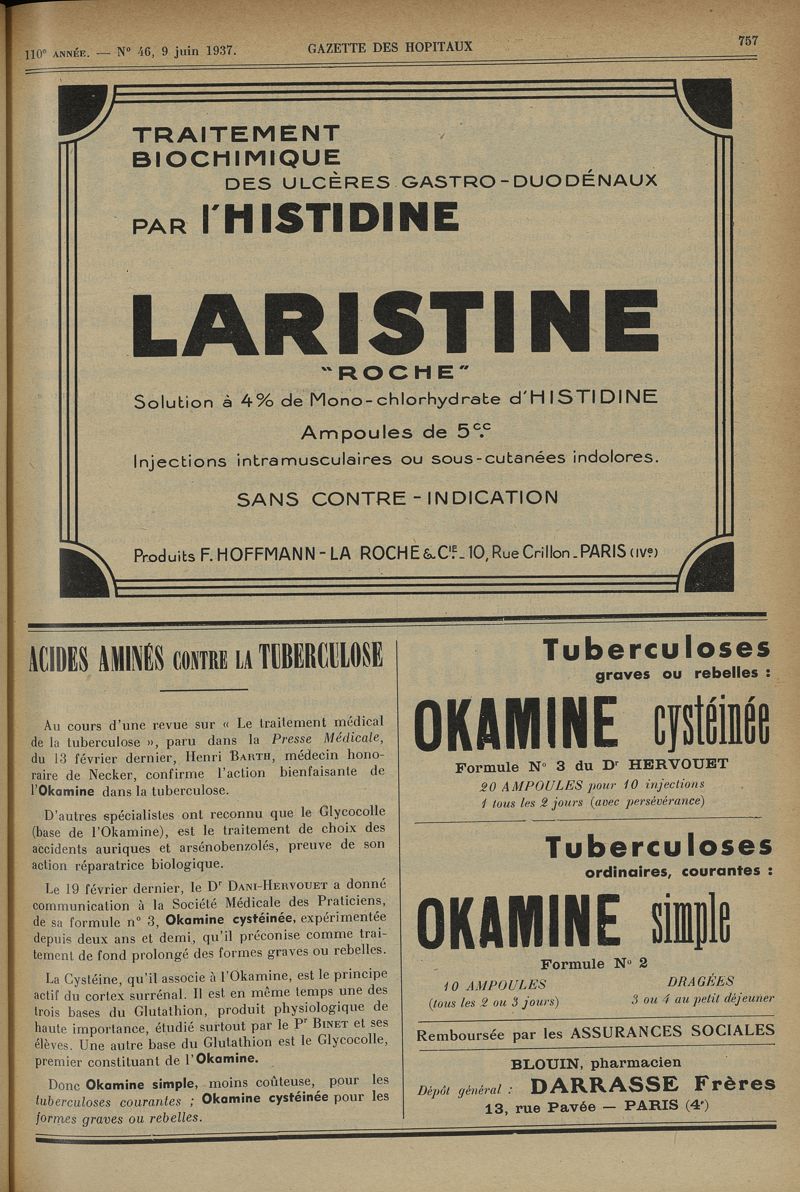 110e ANNÉE. — N° 46, 9 juin 1937.
GAZETTE DES HOPITAUX
757
TRAITEMENT
BIOCHIMIQUE
DES ULCÈRES GASTRO-DUODÉNAUX
PAR l'HISTIDINE
LARISTINE
"ROCHE"
Solution à 4% de Mono-chlorhydrate d'HISTIDINE
Ampoules de 5c.c
Injections intramusculaires ou sous-cutanées indolores.
SANS CONTRE-INDICATION
Produits F. HOFFMANN-LA ROCHE & Cie_10, Rue Crillon_PARIS (IVe)
ACIDES AMINÉS CONTRE LA TUBERCULOSE
Au cours d'une revue sur « Le traitement médical
de la tuberculose », paru dans la Presse Médicale,
du 13 février dernier, Henri BARTH, médecin hono-
raire de Necker, confirme l'action bienfaisante de
l'Okamine dans la tuberculose.
D'autres spécialistes ont reconnu que le Glycocolle
(base de l'Okamine), est le traitement de choix des
accidents auriques et arsénobenzolés, preuve de son
action réparatrice biologique.
Le 19 février dernier, le Dr DANI-HERVOUET a donné
communication à la Société Médicale des Praticiens,
de sa formule n° 3, Okamine cystéinée, expérimentée
depuis deux ans et demi, qu'il préconise comme trai-
tement de fond prolongé des formes graves ou rebelles.
La Cystéine, qu'il associe à l'Okamine, est le principe
actif du cortex surrénal. Il est en même temps une des
trois bases du Glutathion, produit physiologique de
haute importance, étudié surtout par le Pr BINET et ses
élèves. Une autre base du Glutathion est le Glycocolle,
premier constituant de l'Okamine.
Donc Okamine simple, moins coûteuse, pour les
tuberculoses courantes ; Okamine cystéinée pour les
formes graves ou rebelles.
Tuberculoses
graves ou rebelles :
OKAMINE cystéinée
Formule N° 3 du Dr HERVOUET
20 AMPOULES pour 10 injections
1 tous les 2 jours (avec persévérance)
Tuberculoses
ordinaires, courantes :
OKAMINE simple
Formule N° 2
10 AMPOULES
(tous les 2 ou 3 jours)
DRAGÉES
3 ou 4 au petit déjeuner
Remboursée par les ASSURANCES SOCIALES
BLOUIN, pharmacien
Dépôt général : DARRASSE Frères
13, rue Pavée — PARIS (4e)